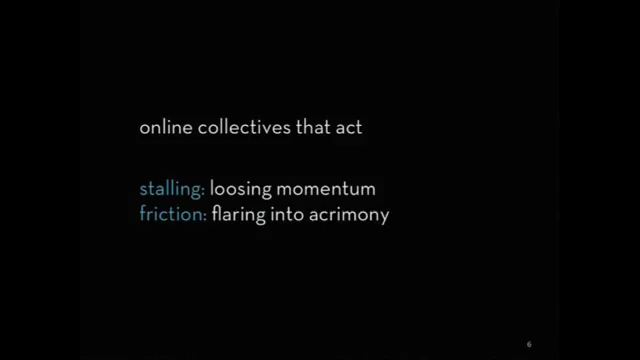 online collectives that act
stalling: loosing momentum
friction: flaring into acrimony
6